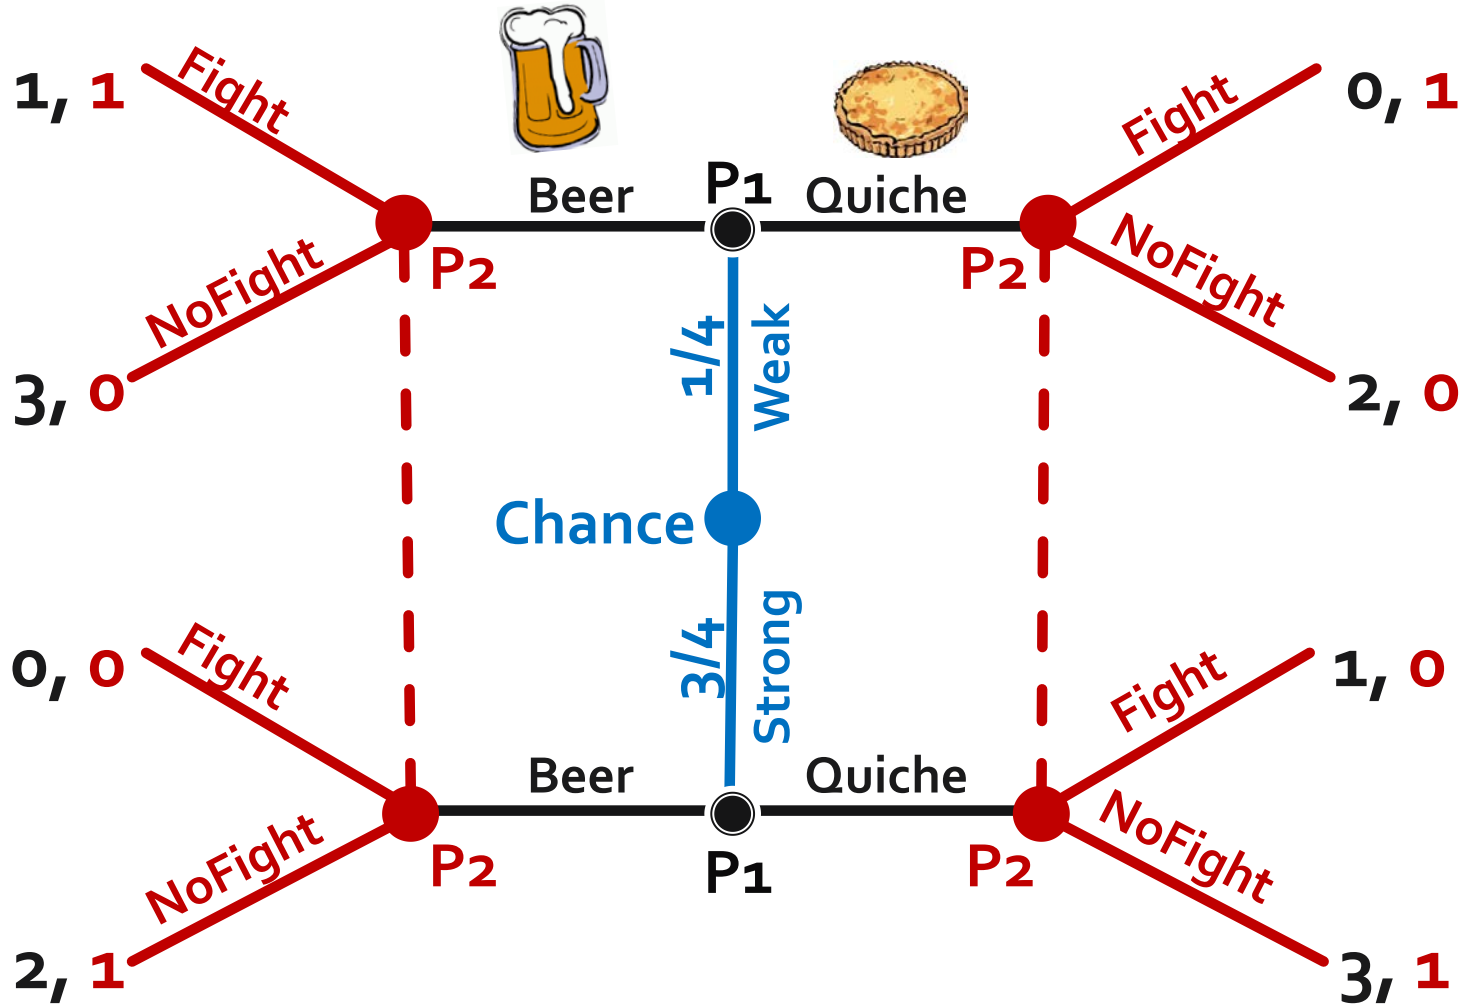 1, 1
Fight
Fight
0, 1
Beer
P1
Quiche
NoFight
P2
P2
NoFight
3, 0
2, 0
1/4
Weak
Chance
3/4
Strong
0, 0
Fight
Fight
1, 0
Beer
Quiche
NoFight
P2
P1
P2
NoFight
2, 1
3, 1